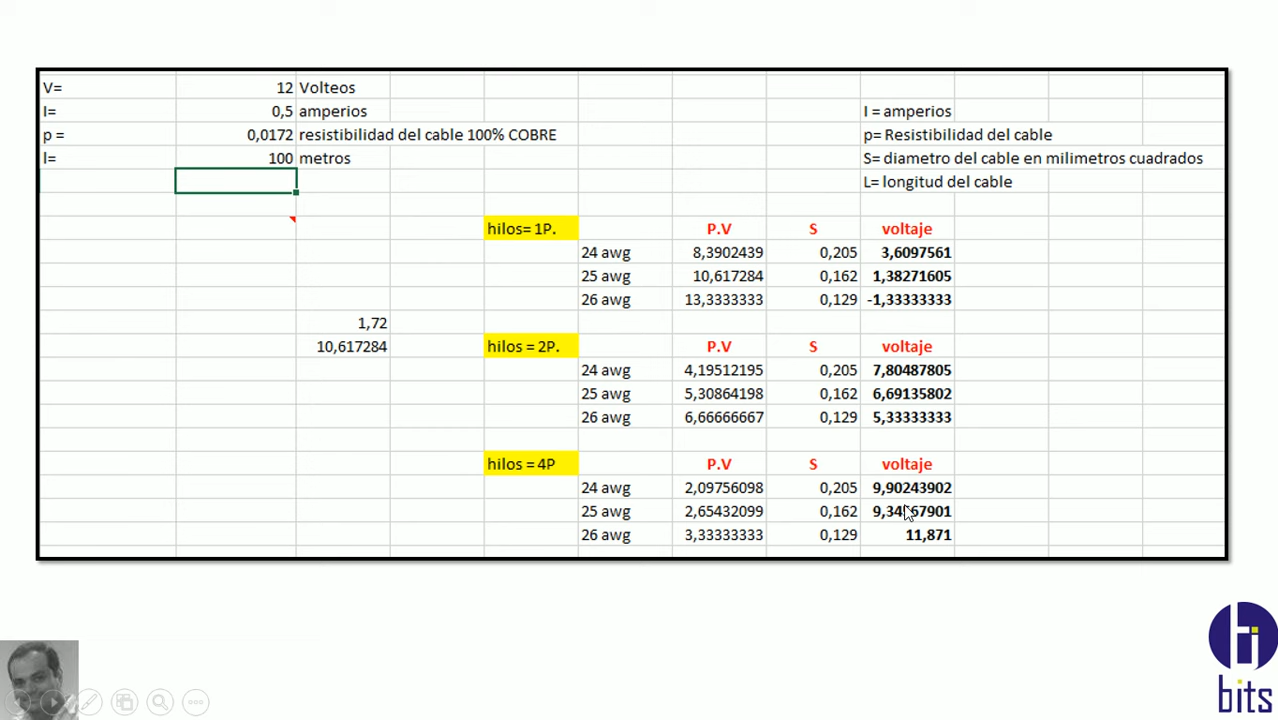 V= 12 Volteos
I= 0,5 amperios I = amperios
p = 0,0172 resistibilidad del cable 100% COBRE p= Resistibilidad del cable
l= 100 metros S= diametro del cable en milimetros cuadrados
L= longitud del cable
hilos= 1P. P.V S voltaje
24 awg 8,3902439 0,205 3,6097561
25 awg 10,617284 0,162 1,38271605
26 awg 13,3333333 0,129 -1,33333333
1,72
10,617284 hilos = 2P. P.V S voltaje
24 awg 4,19512195 0,205 7,80487805
25 awg 5,30864198 0,162 6,69135802
26 awg 6,66666667 0,129 5,33333333
hilos = 4P P.V S voltaje
24 awg 2,09756098 0,205 9,90243902
25 awg 2,65432099 0,162
26 awg 3,33333333 0,129 11,871
bits